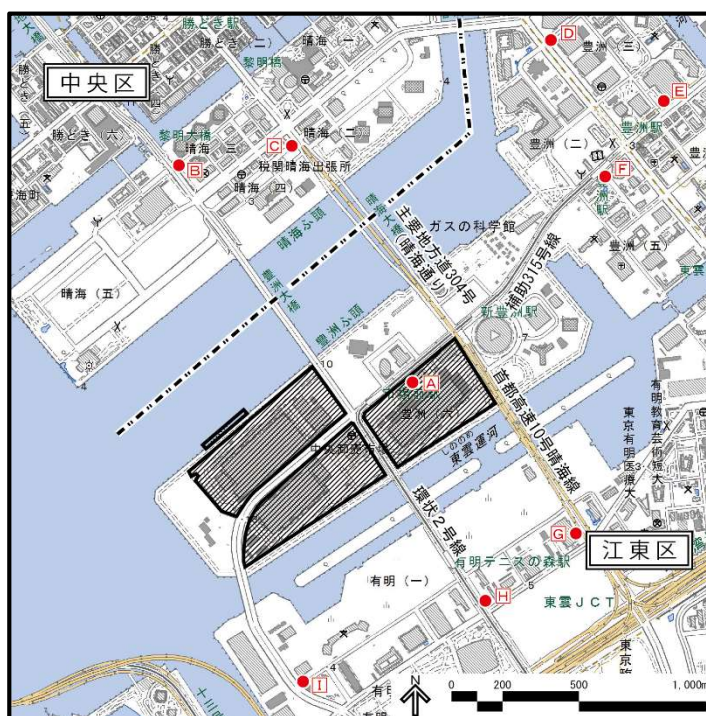 勝どき駅
勝どき(二)
晴海(一)
D
豊洲(三)
中央区
黎明橋
E
豊洲駅
勝どき(六)
黎明大橋
晴海(二)
C
晴海
三
B
税関晴海出張所
豊洲(二)
F
晴海(四)
晴海大橋
ガスの科学館
豊洲(五)
晴海ふ頭
主要地方道304号
(晴海通り)
補助315号線
晴海(五)
豊洲大橋
豊洲ふ頭
新豊洲駅
10
7
A
豊洲(六)
首都高速10号晴海線
東雲運河
環状2号線
有明教育芸術短大
東京有明医療大
G
江東区
有明テニスの森駅
有明(一)
H
5
東雲JCT
I
4
N
0
200
500
1,000m